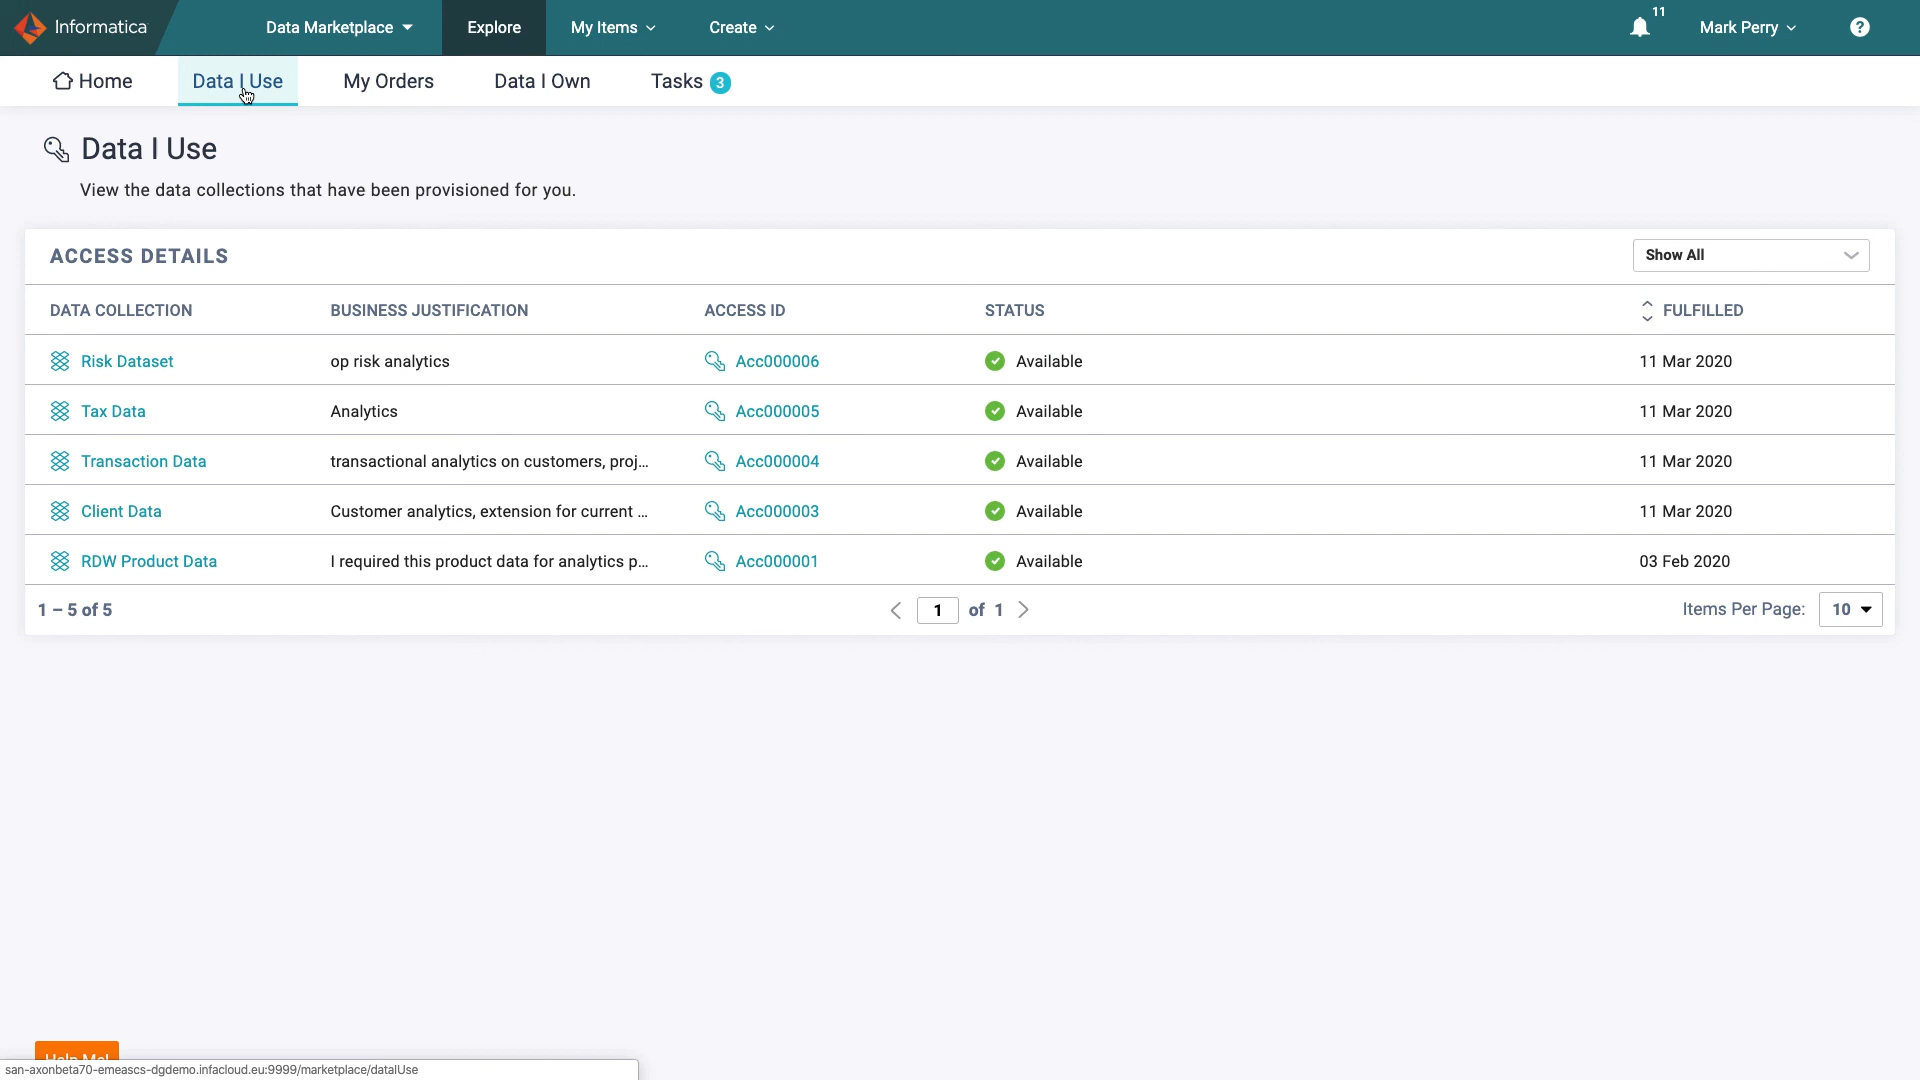 Informatica
Data Marketplace Explore My Items Create 11 Mark Perry ?
Home Data I Use My Orders Data I Own Tasks 3
Data I Use
View the data collections that have been provisioned for you.
ACCESS DETAILS Show All
DATA COLLECTION BUSINESS JUSTIFICATION ACCESS ID STATUS FULFILLED
Risk Dataset op risk analytics Acc000006 Available 11 Mar 2020
Tax Data Analytics Acc000005 Available 11 Mar 2020
Transaction Data transactional analytics on customers, proj... Acc000004 Available 11 Mar 2020
Client Data Customer analytics, extension for current ... Acc000003 Available 11 Mar 2020
RDW Product Data I required this product data for analytics p... Acc000001 Available 03 Feb 2020
1 – 5 of 5 1 of 1 Items Per Page: 10
Help Me!
san-axonbeta70-emeascs-dgdemo.infacloud.eu:9999/marketplace/dataIUse